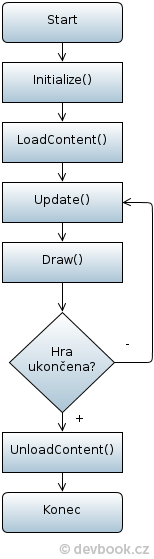 Start
Initialize()
LoadContent()
Update()
Draw()
Hra
ukončena?
-
+
UnloadContent()
Konec
© devbook.cz